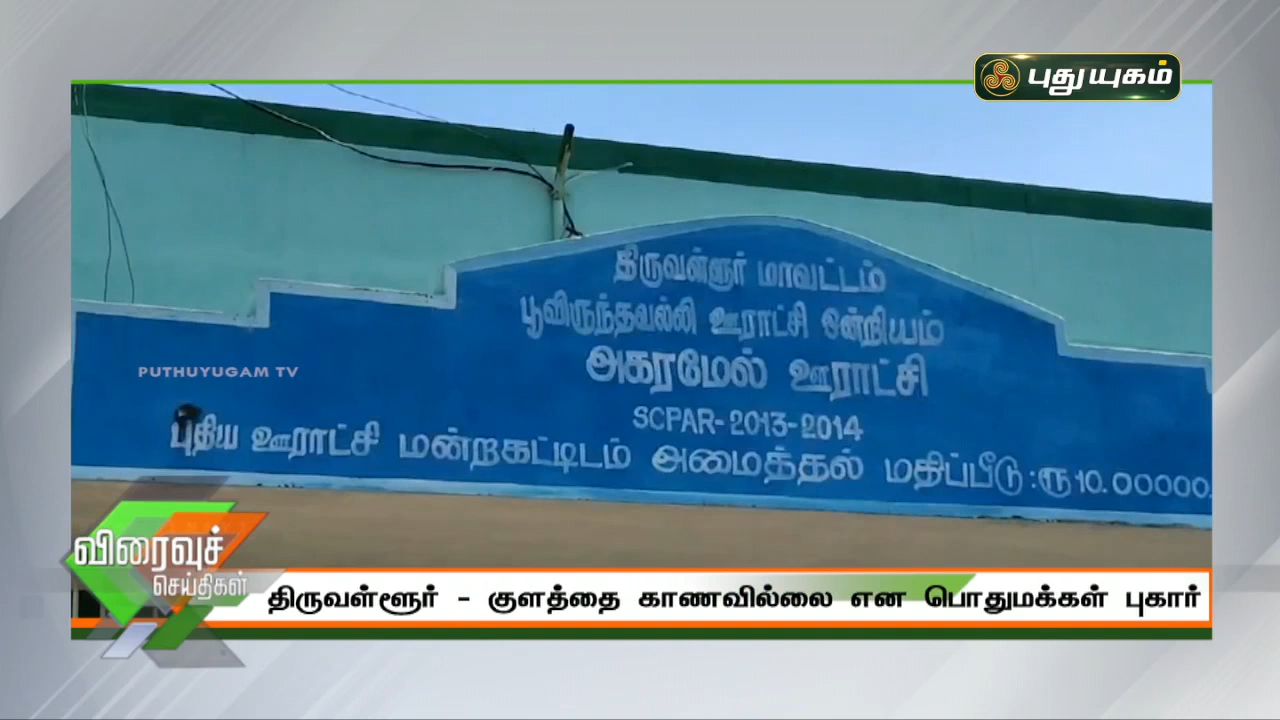 புதுயுகம்
திருவள்ளூர் மாவட்டம்
பூவிருந்தவல்லி ஊராட்சி ஒன்றியம்
அகரமேல் ஊராட்சி
SCPAR-2013-2014
புதிய ஊராட்சி மன்றகட்டிடம் அமைத்தல் மதிப்பீடு :ரூ 10.00000.
PUTHUYUGAM TV
விரைவுச்
செய்திகள்
திருவள்ளூர் - குளத்தை காணவில்லை என பொதுமக்கள் புகார்